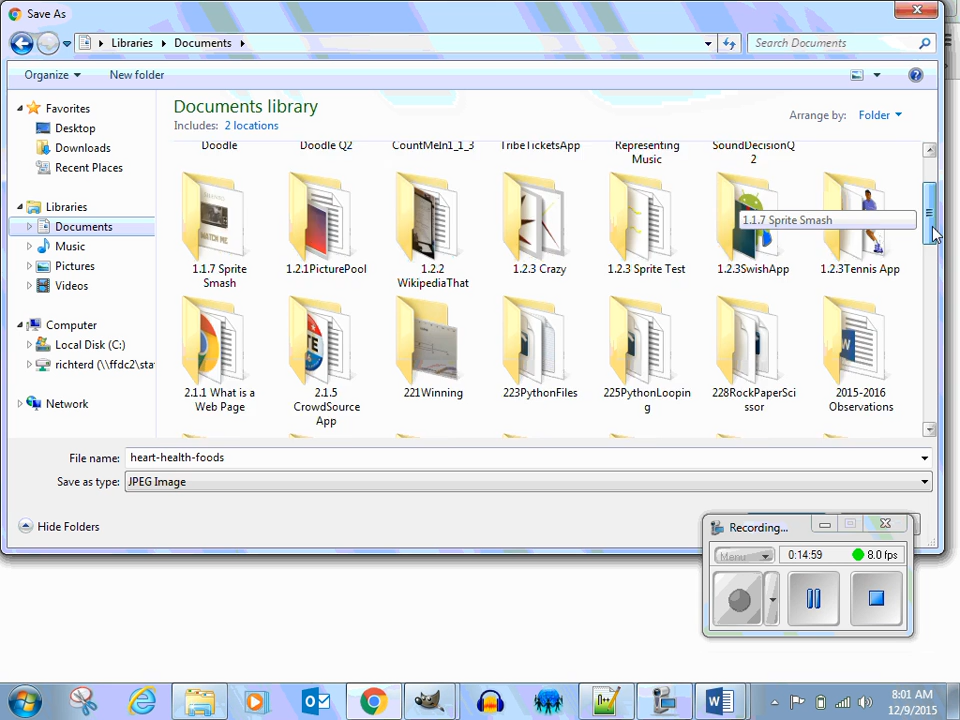 Save As
Libraries Documents
Search Documents
Organize New folder
Favorites
Desktop
Downloads
Recent Places
Libraries
Documents
Music
Pictures
Videos
Computer
Local Disk (C:)
richterd (\\ffdc2\sta
Network
Documents library
Includes: 2 locations
Arrange by: Folder
Doodle
Doodle Q2
CountMeIn1_1_3
TribeTicketsApp
Representing
Music
SoundDecisionQ
2
1.1.7 Sprite
Smash
1.2.1PicturePool
1.2.2
WikipediaThat
1.2.3 Crazy
1.2.3 Sprite Test
1.2.3SwishApp
1.2.3Tennis App
1.1.7 Sprite Smash
WATCH ME
2.1.1 What is a
Web Page
2.1.5
CrowdSource
App
221Winning
223PythonFiles
225PythonLoopin
g
228RockPaperSci
ssor
2015-2016
Observations
File name: heart-health-foods
Save as type: JPEG Image
Hide Folders
Recording...
Menu
0:14:59
8.0 fps
8:01 AM
12/9/2015